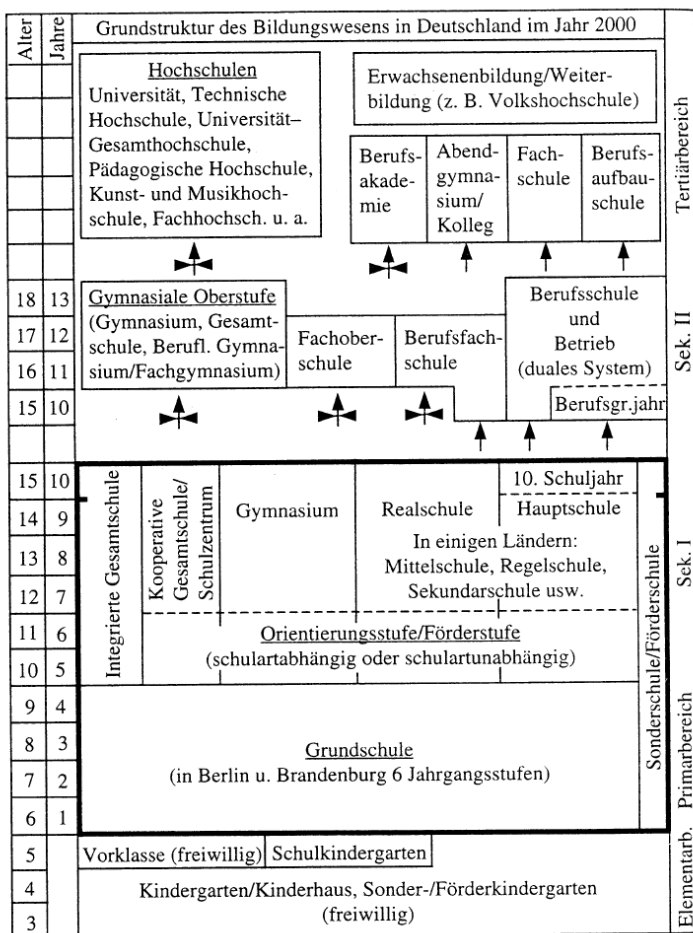 Alter
Jahre
Grundstruktur des Bildungswesens in Deutschland im Jahr 2000
Hochschulen
Universität, Technische
Hochschule, Universität–
Gesamthochschule,
Pädagogische Hochschule,
Kunst- und Musikhoch-
schule, Fachhochsch. u. a.
Erwachsenenbildung/Weiter-
bildung (z. B. Volkshochschule)
Berufs-
akade-
mie
Abend-
gymna-
sium/
Kolleg
Fach-
schule
Berufs-
aufbau-
schule
Tertiärbereich
18 13
17 12
16 11
15 10
Gymnasiale Oberstufe
(Gymnasium, Gesamt-
schule, Berufl. Gymna-
sium/Fachgymnasium)
Fachober-
schule
Berufsfach-
schule
Berufsschule
und
Betrieb
(duales System)
Berufsgr.jahr
Sek. II
15 10
14 9
13 8
12 7
11 6
10 5
Integrierte Gesamtschule
Kooperative
Gesamtschule/
Schulzentrum
Gymnasium
Realschule
10. Schuljahr
Hauptschule
In einigen Ländern:
Mittelschule, Regelschule,
Sekundarschule usw.
Orientierungsstufe/Förderstufe
(schulartabhängig oder schulartunabhängig)
Sonderschule/Förderschule
Sek. I
9 4
8 3
7 2
6 1
Grundschule
(in Berlin u. Brandenburg 6 Jahrgangsstufen)
Primarbereich
5
4
3
Vorklasse (freiwillig)
Schulkindergarten
Kindergarten/Kinderhaus, Sonder-/Förderkindergarten
(freiwillig)
Elementarb.